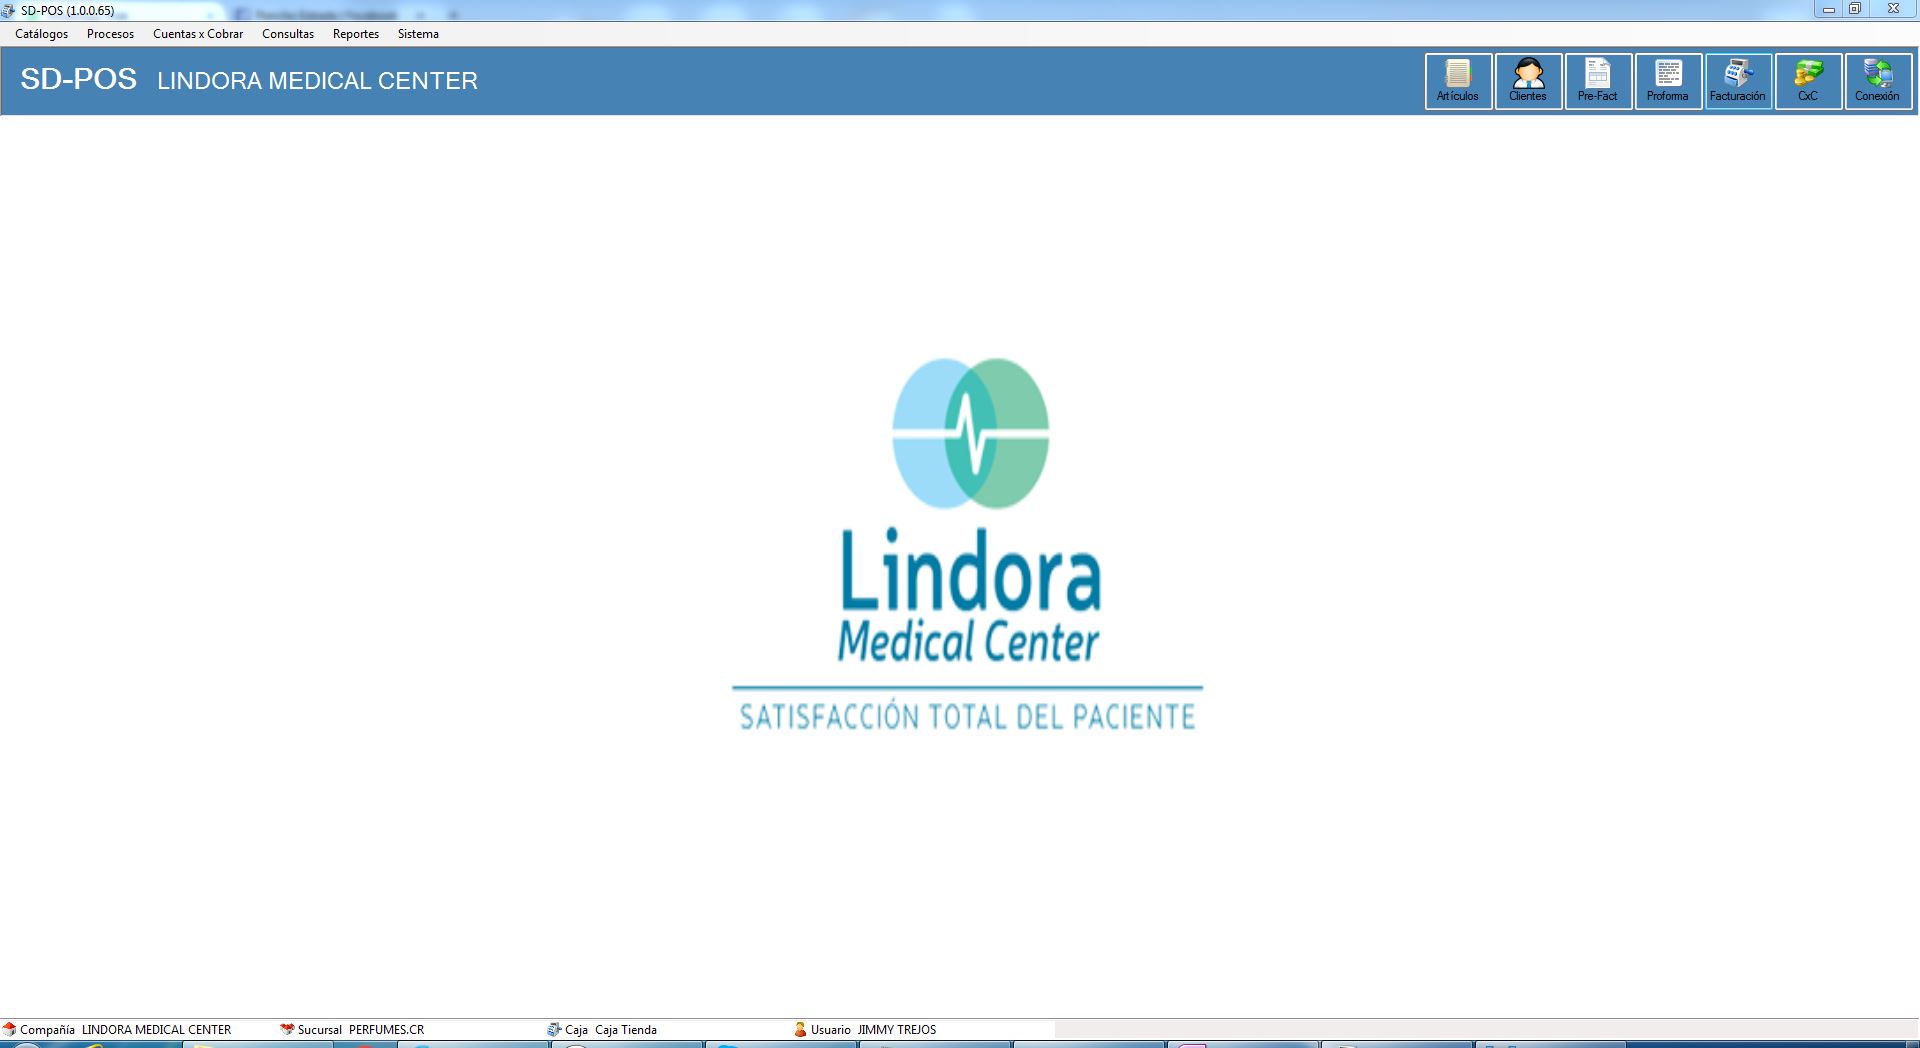 SD-POS (1.0.0.65)
Catálogos Procesos Cuentas x Cobrar Consultas Reportes Sistema
SD-POS LINDORA MEDICAL CENTER
Artículos Clientes Pre-Fact Proforma Facturación CxC Conexión
Lindora
Medical Center
SATISFACCIÓN TOTAL DEL PACIENTE
Compañía LINDORA MEDICAL CENTER Sucursal PERFUMES.CR Caja Caja Tienda Usuario JIMMY TREJOS